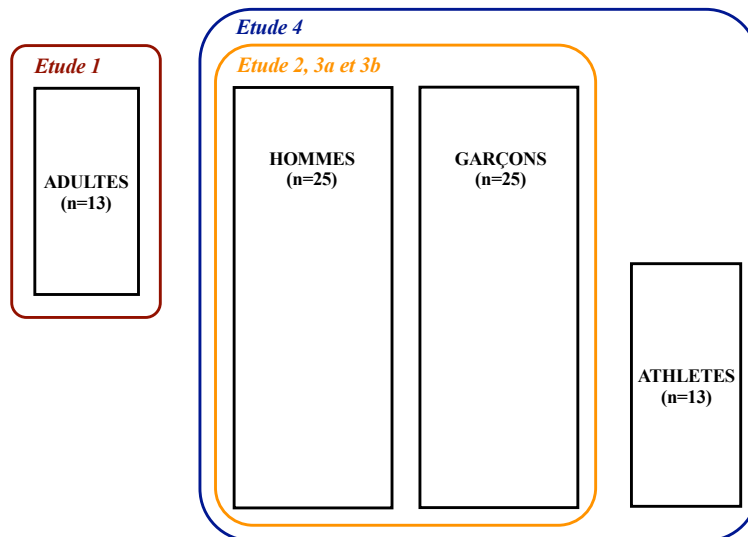 Etude 4
Etude 1
Etude 2, 3a et 3b
ADULTES
(n=13)
HOMMES
(n=25)
GARÇONS
(n=25)
ATHLETES
(n=13)